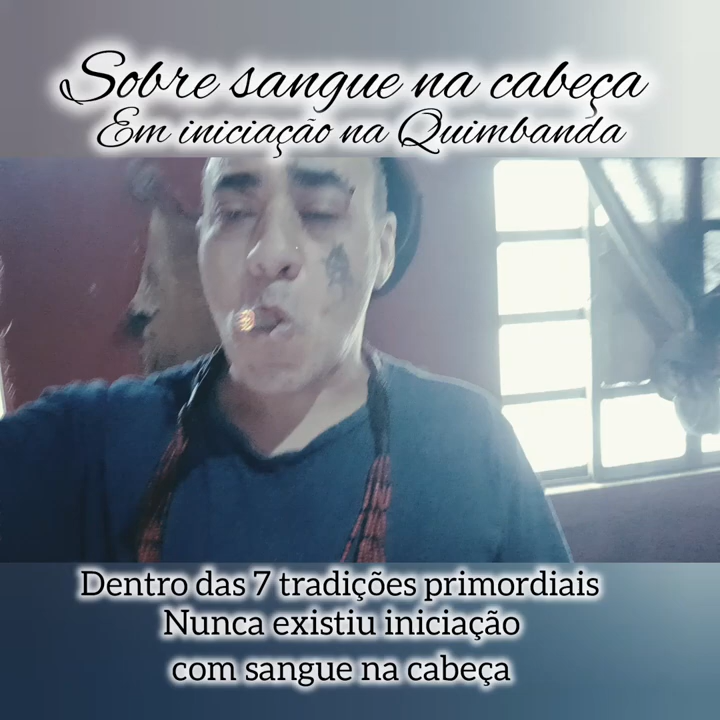 Sobre sangue na cabeça
Em iniciação na Quimbanda
Dentro das 7 tradições primordiais
Nunca existiu iniciação
com sangue na cabeça